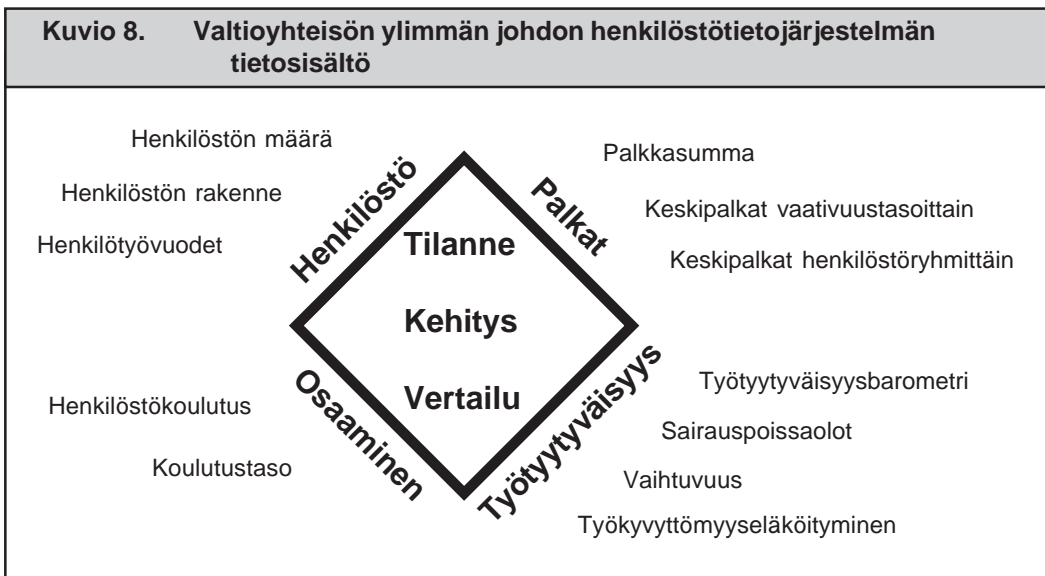 Kuvio 8. Valtioyhteisön ylimmän johdon henkilöstötietojärjestelmän
tietosisältö
Henkilöstön määrä
Henkilöstön rakenne
Henkilötyövuodet
Henkilöstö
Palkat
Palkkasumma
Keskipalkat vaativuustasoittain
Keskipalkat henkilöstöryhmittäin
Tilanne
Kehitys
Vertailu
Henkilöstökoulutus
Koulutustaso
Osaaminen
Työtyytyväisyys
Työtyytyväisyysbarometri
Sairauspoissaolot
Vaihtuvuus
Työkyvyttömyyseläköityminen